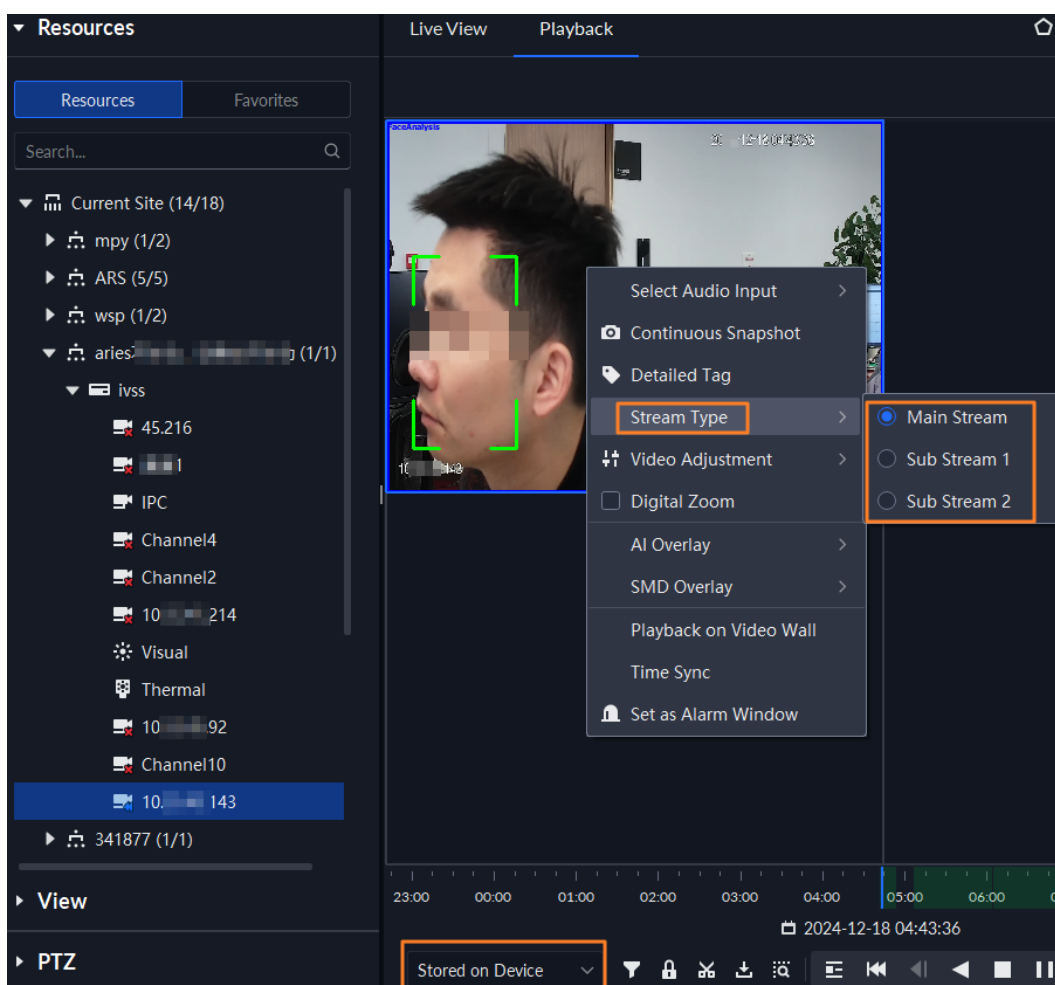 Resources
Live View
Playback
Resources
Favorites
Search...
Current Site (14/18)
mpy (1/2)
ARS (5/5)
wsp (1/2)
(1/1)
ivss
45.216
IPC
Channel4
Channel2
214
Visual
Thermal
.92
Channel10
143
341877 (1/1)
View
PTZ
FaceAnalysis
Select Audio Input
Continuous Snapshot
Detailed Tag
Stream Type
Video Adjustment
Digital Zoom
AI Overlay
SMD Overlay
Playback on Video Wall
Time Sync
Set as Alarm Window
Main Stream
Sub Stream 1
Sub Stream 2
23:00 00:00 01:00 02:00 03:00 04:00 05:00 06:00
2024-12-18 04:43:36
Stored on Device